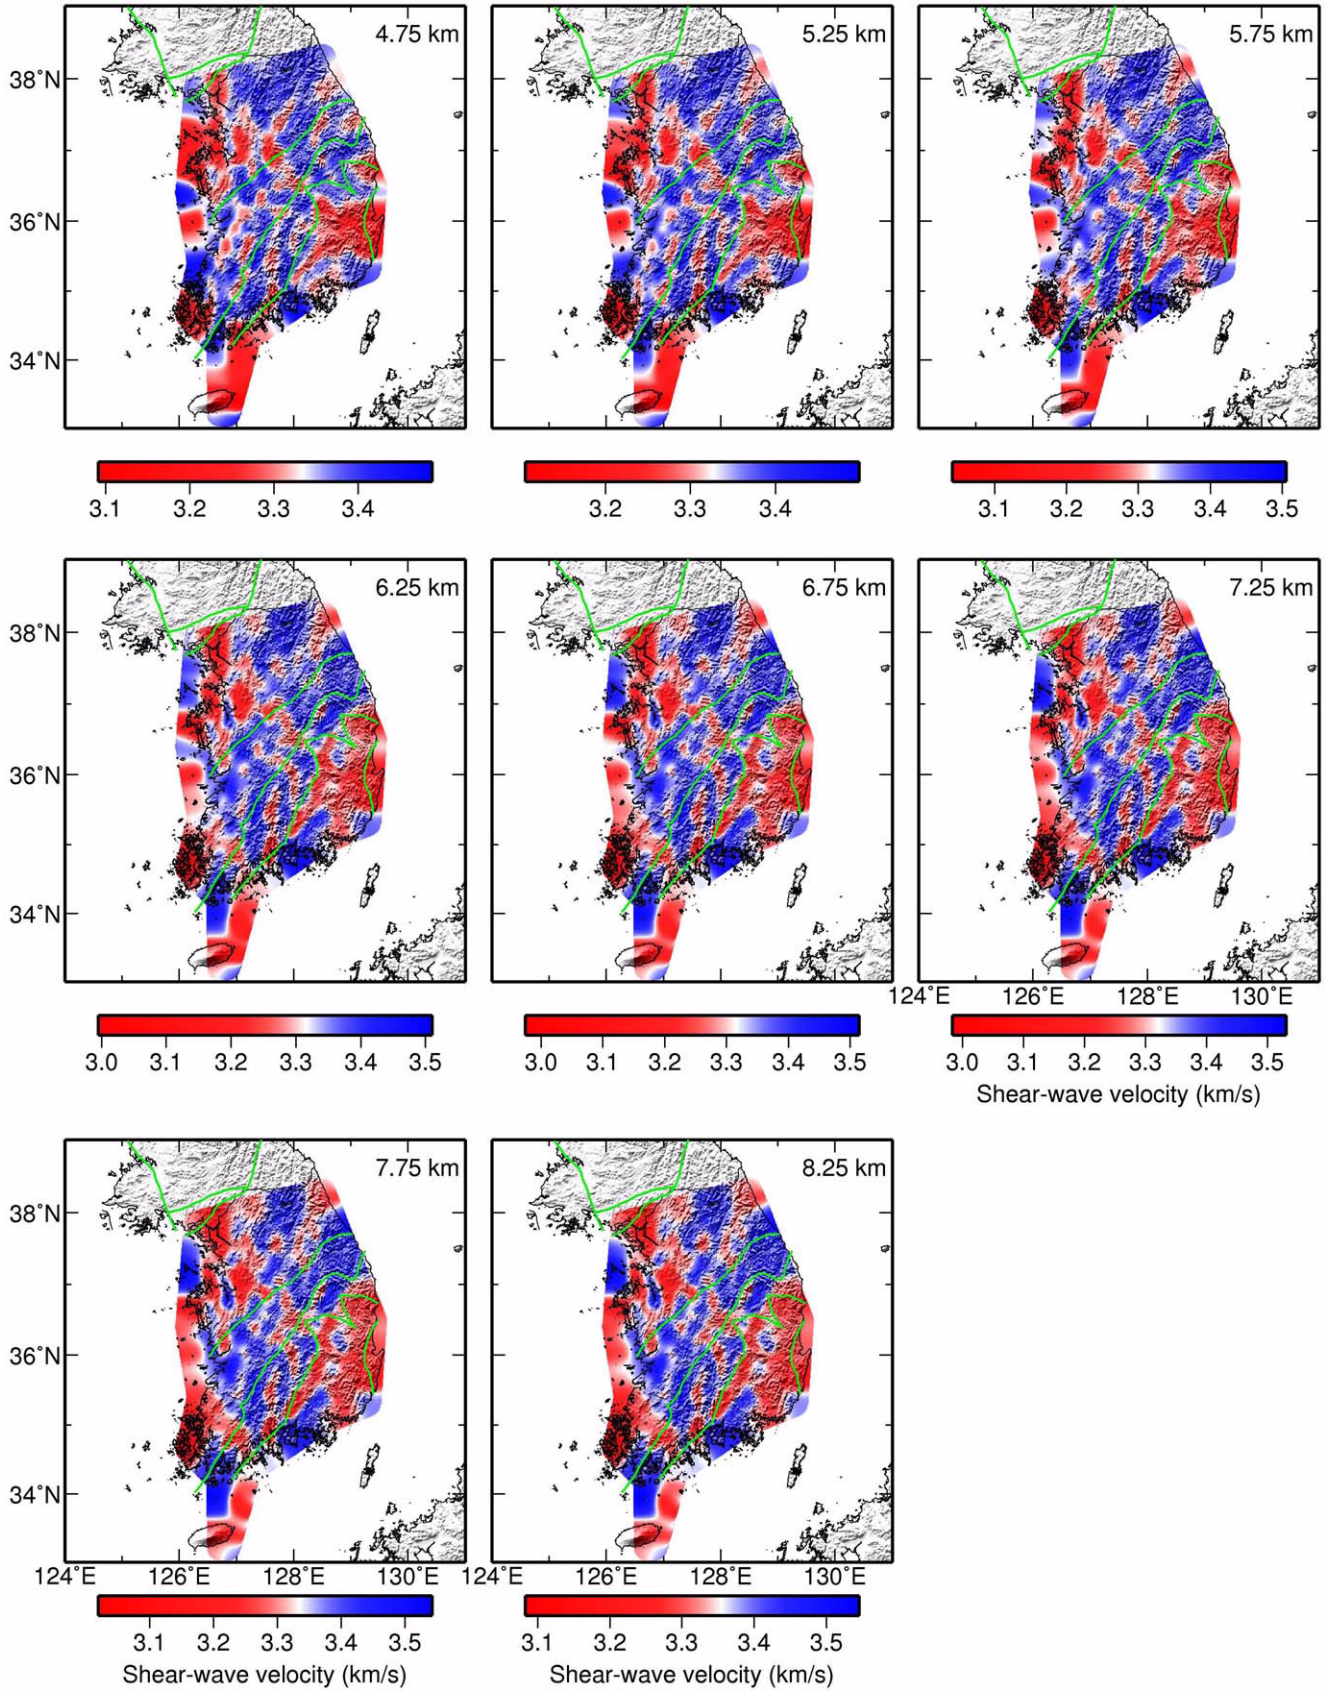 4.75 km
5.25 km
5.75 km
38°N
36°N
34°N
3.1 3.2 3.3 3.4
3.2 3.3 3.4
3.1 3.2 3.3 3.4 3.5
6.25 km
6.75 km
7.25 km
38°N
36°N
34°N
124°E 126°E 128°E 130°E
3.0 3.1 3.2 3.3 3.4 3.5
3.0 3.1 3.2 3.3 3.4 3.5
3.0 3.1 3.2 3.3 3.4 3.5
Shear-wave velocity (km/s)
7.75 km
8.25 km
38°N
36°N
34°N
124°E 126°E 128°E 130°E
124°E 126°E 128°E 130°E
3.1 3.2 3.3 3.4 3.5
3.1 3.2 3.3 3.4 3.5
Shear-wave velocity (km/s)
Shear-wave velocity (km/s)